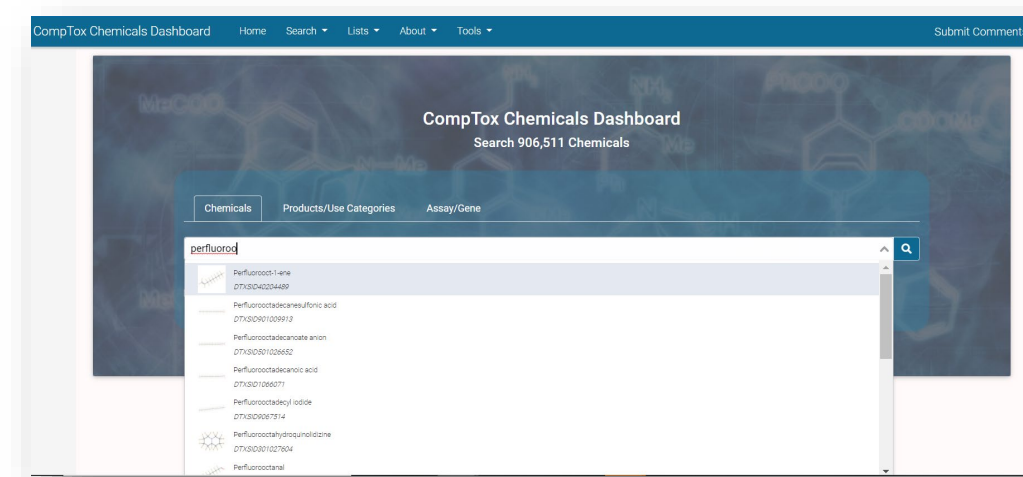 CompTox Chemicals Dashboard Home Search Lists About Tools Submit Comments
CompTox Chemicals Dashboard
Search 906,511 Chemicals
Chemicals Products/Use Categories Assay/Gene
perfluoroo
Perfluorooct-1-ene
DTXSID40204489
Perfluorooctadecanesulfonic acid
DTXSID901009913
Perfluorooctadecanoate anion
DTXSID501026652
Perfluorooctadecanoic acid
DTXSID1066071
Perfluorooctadecyl iodide
DTXSID9067514
Perfluorooctahydroquinolidizine
DTXSID301027604
Perfluorooctanal